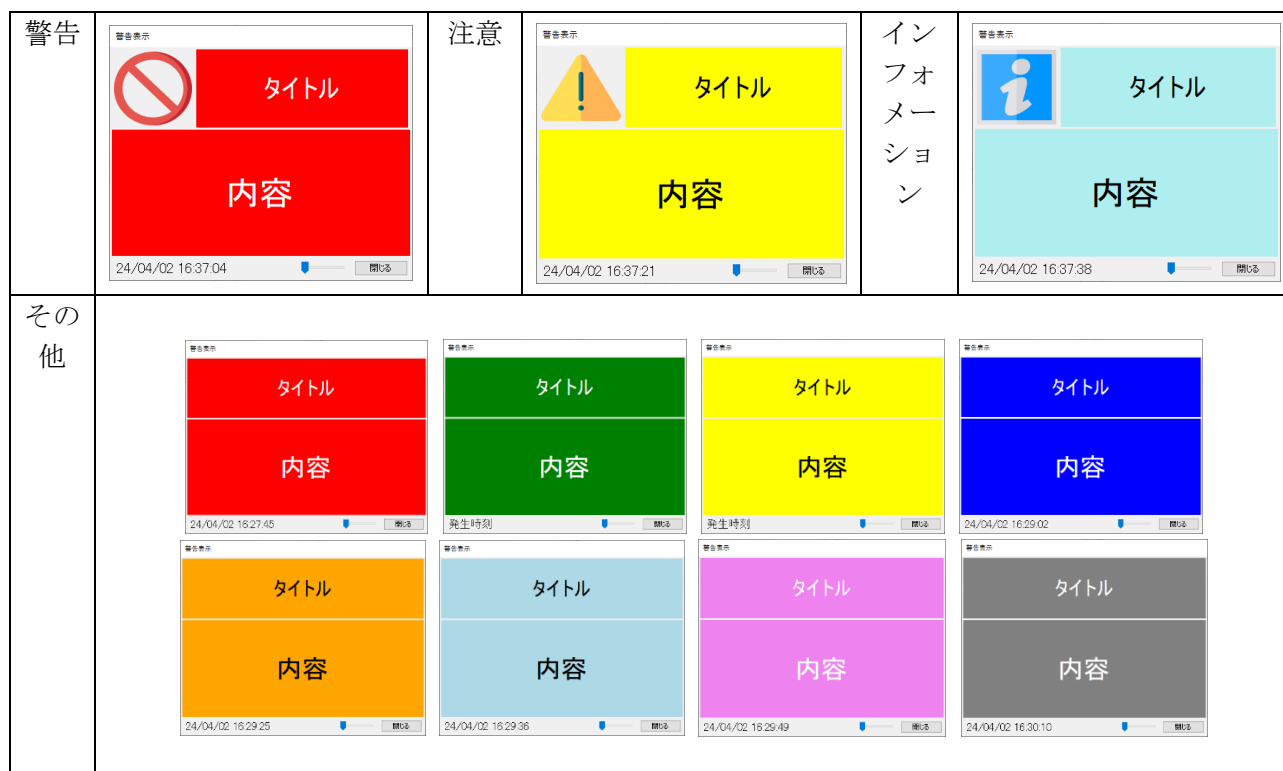 警告
警告表示
タイトル
内容
24/04/02 16:37:04
閉じる
注意
警告表示
タイトル
内容
24/04/02 16:37:21
閉じる
イン
フォ
メー
ショ
ン
警告表示
タイトル
内容
24/04/02 16:37:38
閉じる
その
他
警告表示
タイトル
内容
24/04/02 16:27:45
閉じる
警告表示
タイトル
内容
発生時刻
閉じる
警告表示
タイトル
内容
発生時刻
閉じる
警告表示
タイトル
内容
24/04/02 16:29:02
閉じる
警告表示
タイトル
内容
24/04/02 16:29:25
閉じる
警告表示
タイトル
内容
24/04/02 16:29:36
閉じる
警告表示
タイトル
内容
24/04/02 16:29:49
閉じる
警告表示
タイトル
内容
24/04/02 16:30:10
閉じる